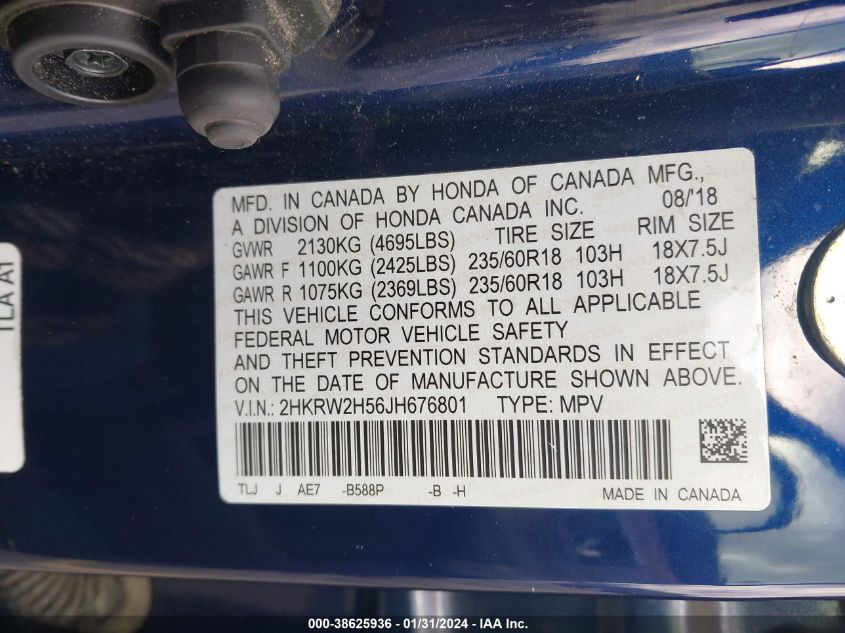 MFD. IN CANADA BY HONDA OF CANADA MFG.,
A DIVISION OF HONDA CANADA INC. 08/'18
GVWR 2130KG (4695LBS) TIRE SIZE RIM SIZE
GAWR F 1100KG (2425LBS) 235/60R18 103H 18X7.5J
GAWR R 1075KG (2369LBS) 235/60R18 103H 18X7.5J
THIS VEHICLE CONFORMS TO ALL APPLICABLE
FEDERAL MOTOR VEHICLE SAFETY
AND THEFT PREVENTION STANDARDS IN EFFECT
ON THE DATE OF MANUFACTURE SHOWN ABOVE.
V.I.N.: 2HKRW2H56JH676801 TYPE: MPV
TLJ J AE7 -B588P -B -H MADE IN CANADA
TLA A1
000-38625936 - 01/31/2024 - IAA Inc.